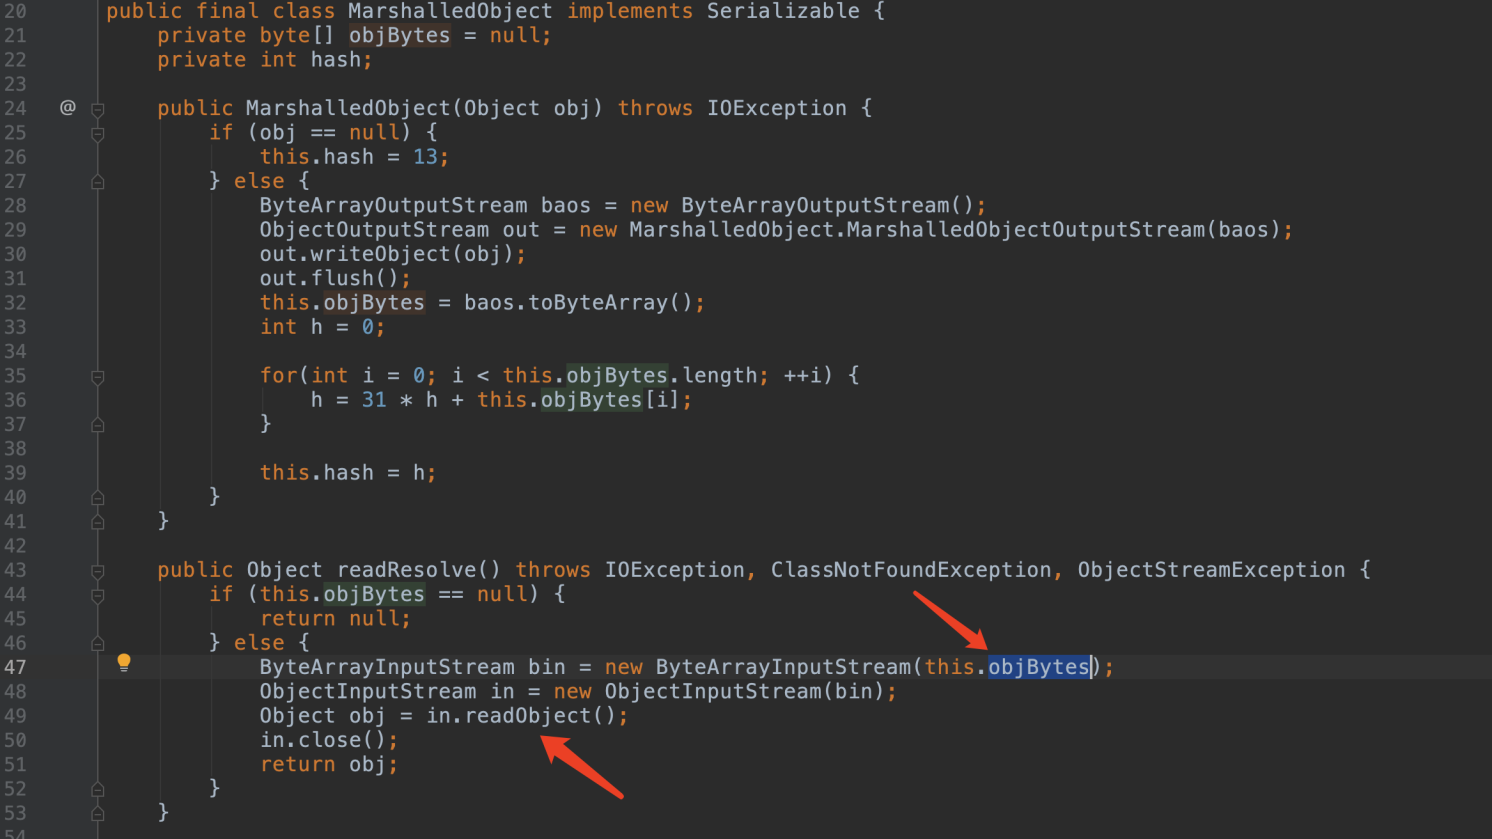 20 public final class MarshalledObject implements Serializable {
21     private byte[] objBytes = null;
22     private int hash;
23
24 @     public MarshalledObject(Object obj) throws IOException {
25         if (obj == null) {
26             this.hash = 13;
27         } else {
28             ByteArrayOutputStream baos = new ByteArrayOutputStream();
29             ObjectOutputStream out = new MarshalledObject.MarshalledObjectOutputStream(baos);
30             out.writeObject(obj);
31             out.flush();
32             this.objBytes = baos.toByteArray();
33             int h = 0;
34
35             for(int i = 0; i < this.objBytes.length; ++i) {
36                 h = 31 * h + this.objBytes[i];
37             }
38
39             this.hash = h;
40         }
41     }
42
43     public Object readResolve() throws IOException, ClassNotFoundException, ObjectStreamException {
44         if (this.objBytes == null) {
45             return null;
46         } else {
47             ByteArrayInputStream bin = new ByteArrayInputStream(this.objBytes);
48             ObjectInputStream in = new ObjectInputStream(bin);
49             Object obj = in.readObject();
50             in.close();
51             return obj;
52         }
53     }
54